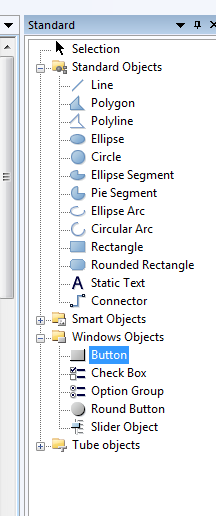 Standard
Selection
Standard Objects
Line
Polygon
Polyline
Ellipse
Circle
Ellipse Segment
Pie Segment
Ellipse Arc
Circular Arc
Rectangle
Rounded Rectangle
Static Text
Connector
Smart Objects
Windows Objects
Button
Check Box
Option Group
Round Button
Slider Object
Tube objects